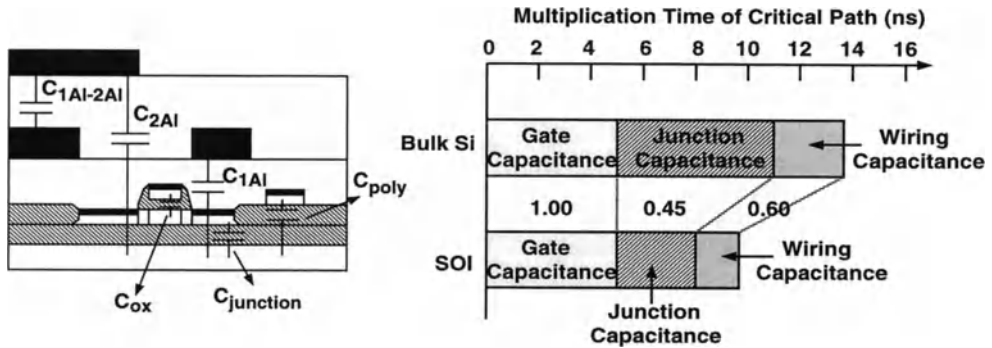 C1Al-2Al
C2Al
C1Al
Cpoly
Cox
Cjunction
Multiplication Time of Critical Path (ns)
0 2 4 6 8 10 12 14 16
Bulk Si
Gate
Capacitance
Junction
Capacitance
Wiring
Capacitance
1.00 0.45 0.60
SOI
Gate
Capacitance
Wiring
Capacitance
Junction
Capacitance